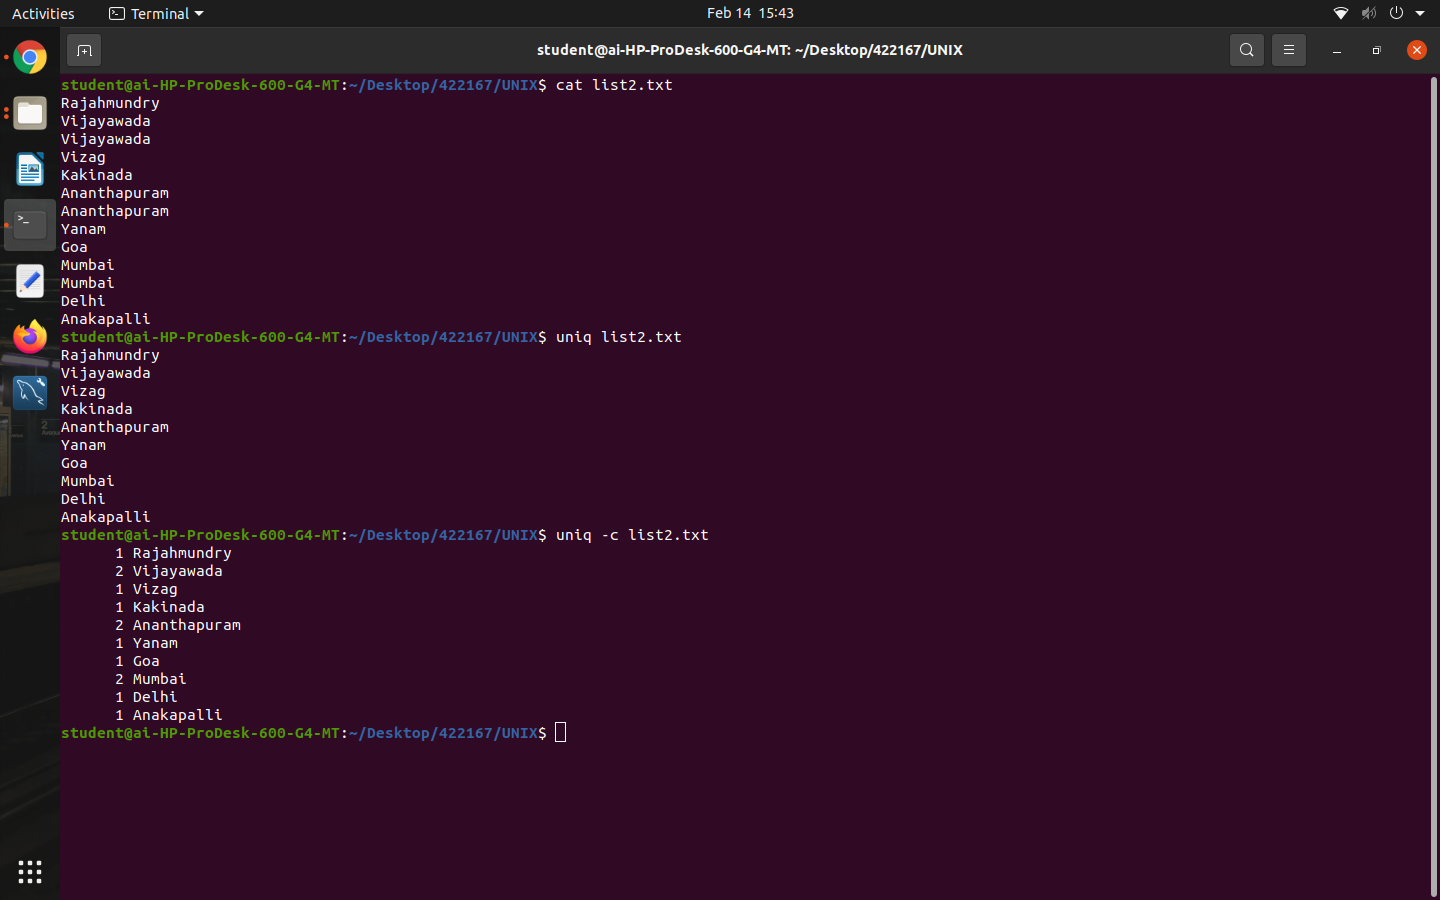 Activities
Terminal
Feb 14 15:43
student@ai-HP-ProDesk-600-G4-MT: ~/Desktop/422167/UNIX
student@ai-HP-ProDesk-600-G4-MT:~/Desktop/422167/UNIX$ cat list2.txt
Rajahmundry
Vijayawada
Vijayawada
Vizag
Kakinada
Ananthapuram
Ananthapuram
Yanam
Goa
Mumbai
Mumbai
Delhi
Anakapalli
student@ai-HP-ProDesk-600-G4-MT:~/Desktop/422167/UNIX$ uniq list2.txt
Rajahmundry
Vijayawada
Vizag
Kakinada
Ananthapuram
Yanam
Goa
Mumbai
Delhi
Anakapalli
student@ai-HP-ProDesk-600-G4-MT:~/Desktop/422167/UNIX$ uniq -c list2.txt
1 Rajahmundry
2 Vijayawada
1 Vizag
1 Kakinada
2 Ananthapuram
1 Yanam
1 Goa
2 Mumbai
1 Delhi
1 Anakapalli
student@ai-HP-ProDesk-600-G4-MT:~/Desktop/422167/UNIX$